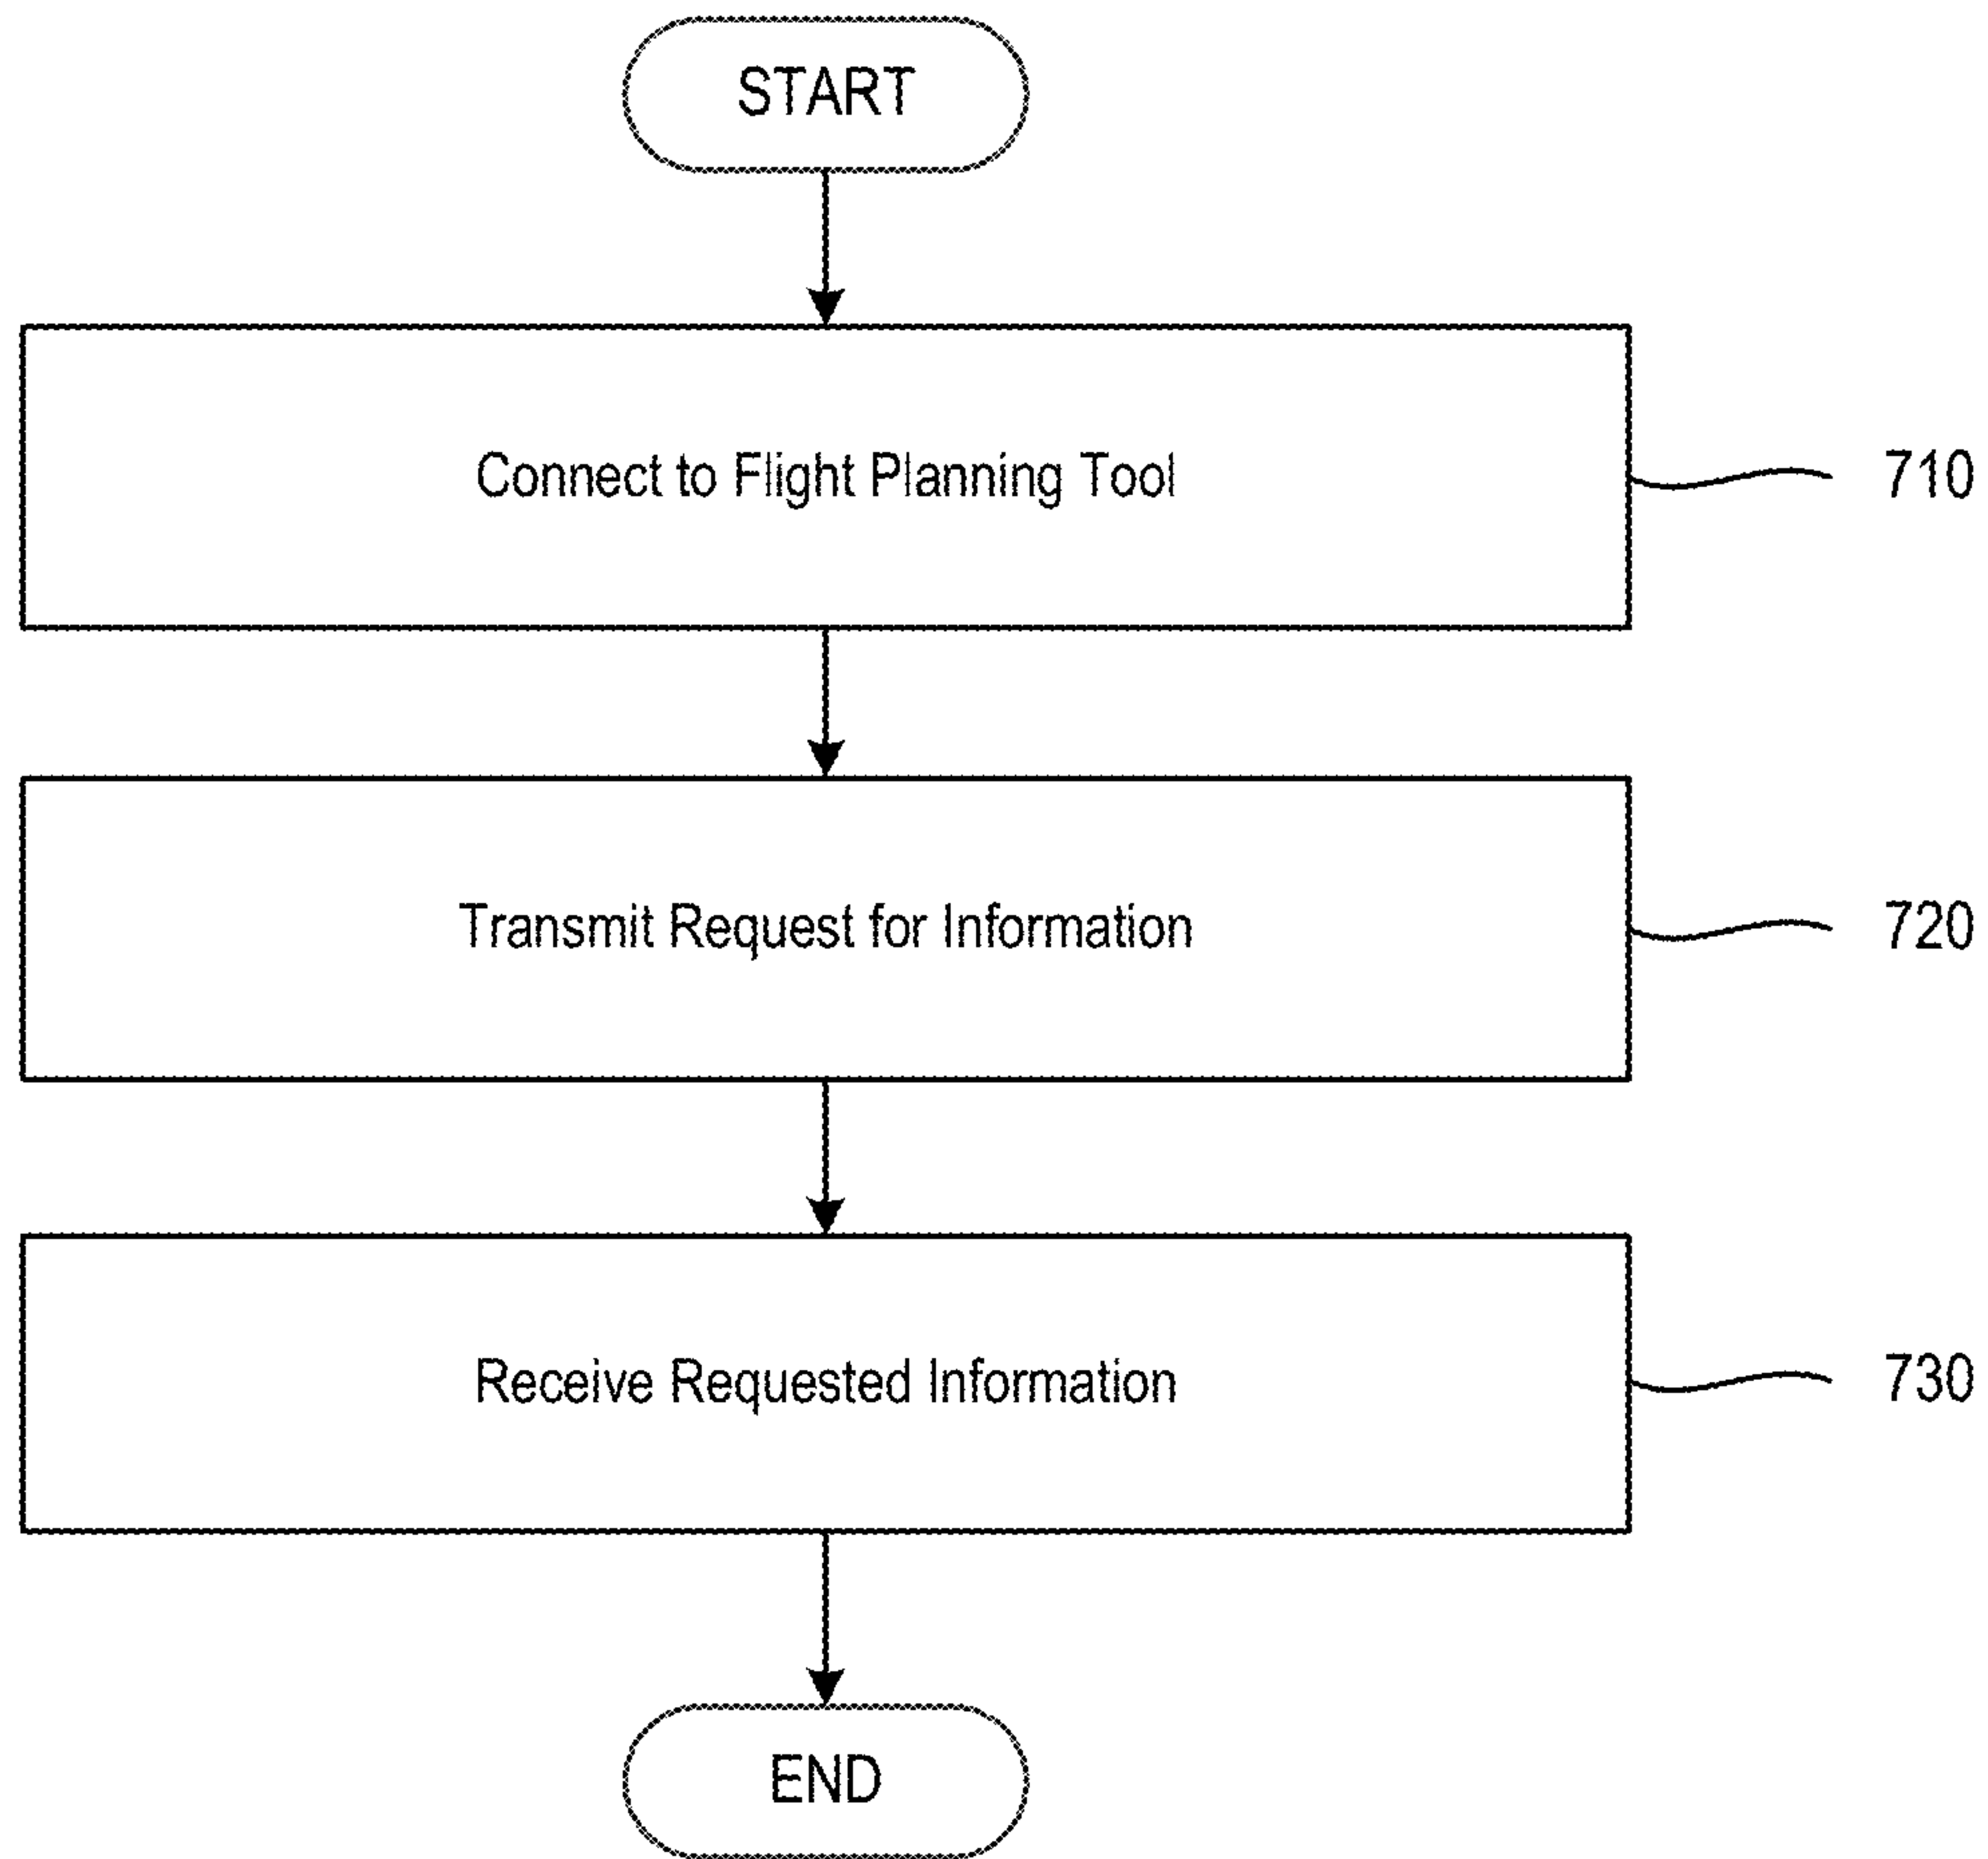 START
Connect to Flight Planning Tool
710
Transmit Request for Information
720
Receive Requested Information
730
END